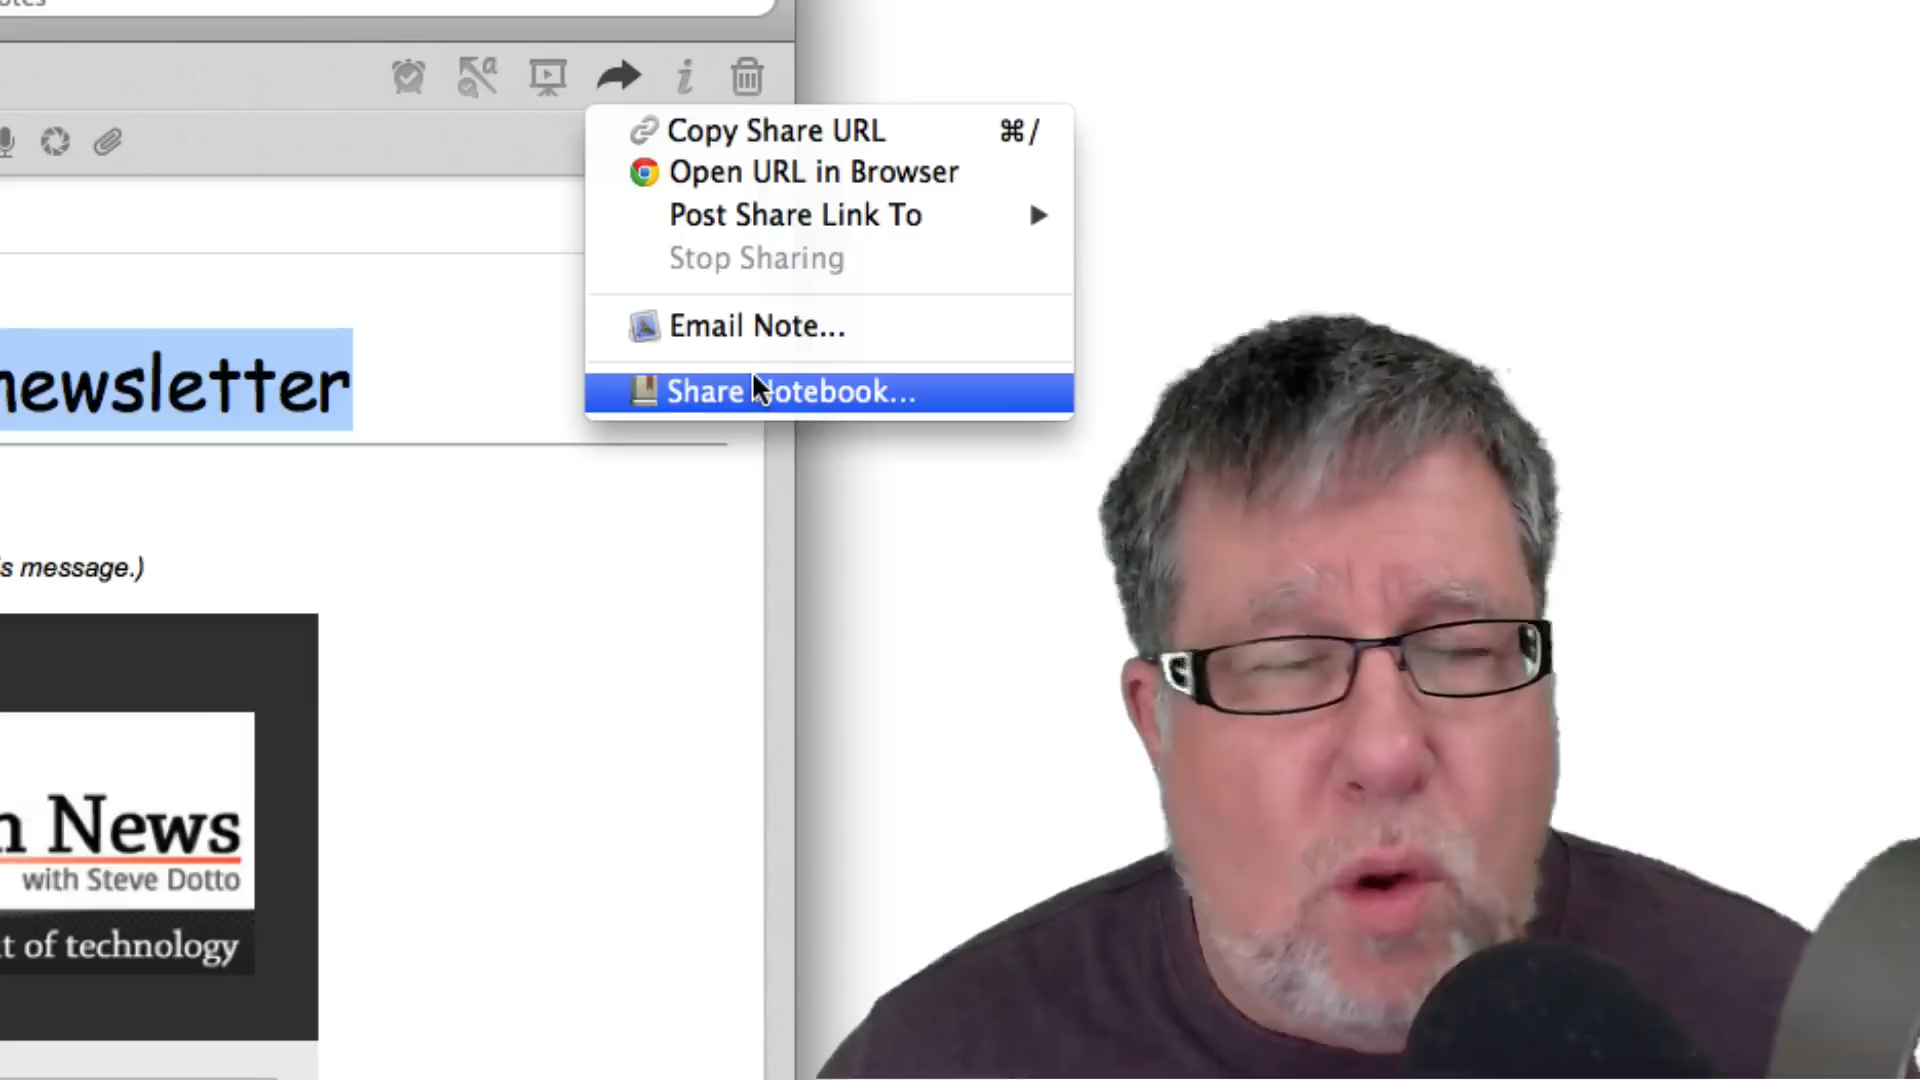 Copy Share URL ⌘/
Open URL in Browser
Post Share Link To
Stop Sharing
Email Note...
newsletter
Share Notebook...
message.)
News
with Steve Dotto
of technology